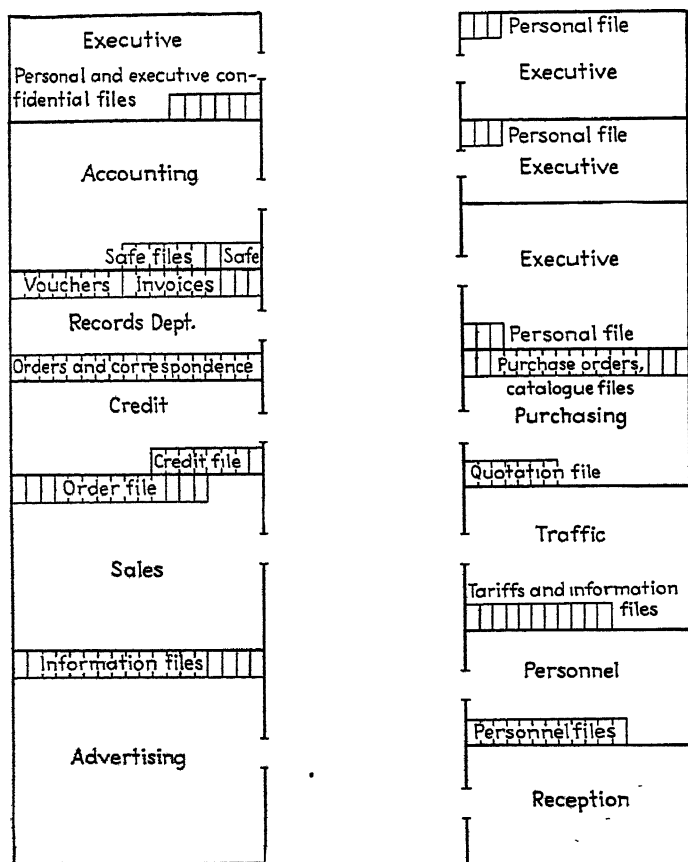 Executive
Personal and executive con-
fidential files
Accounting
Safe files Safe
Vouchers Invoices
Records Dept.
Orders and correspondence
Credit
Credit file
Order file
Sales
Information files
Advertising
Personal file
Executive
Personal file
Executive
Executive
Personal file
Purchase orders,
catalogue files
Purchasing
Quotation file
Traffic
Tariffs and information
files
Personnel
Personnel files
Reception